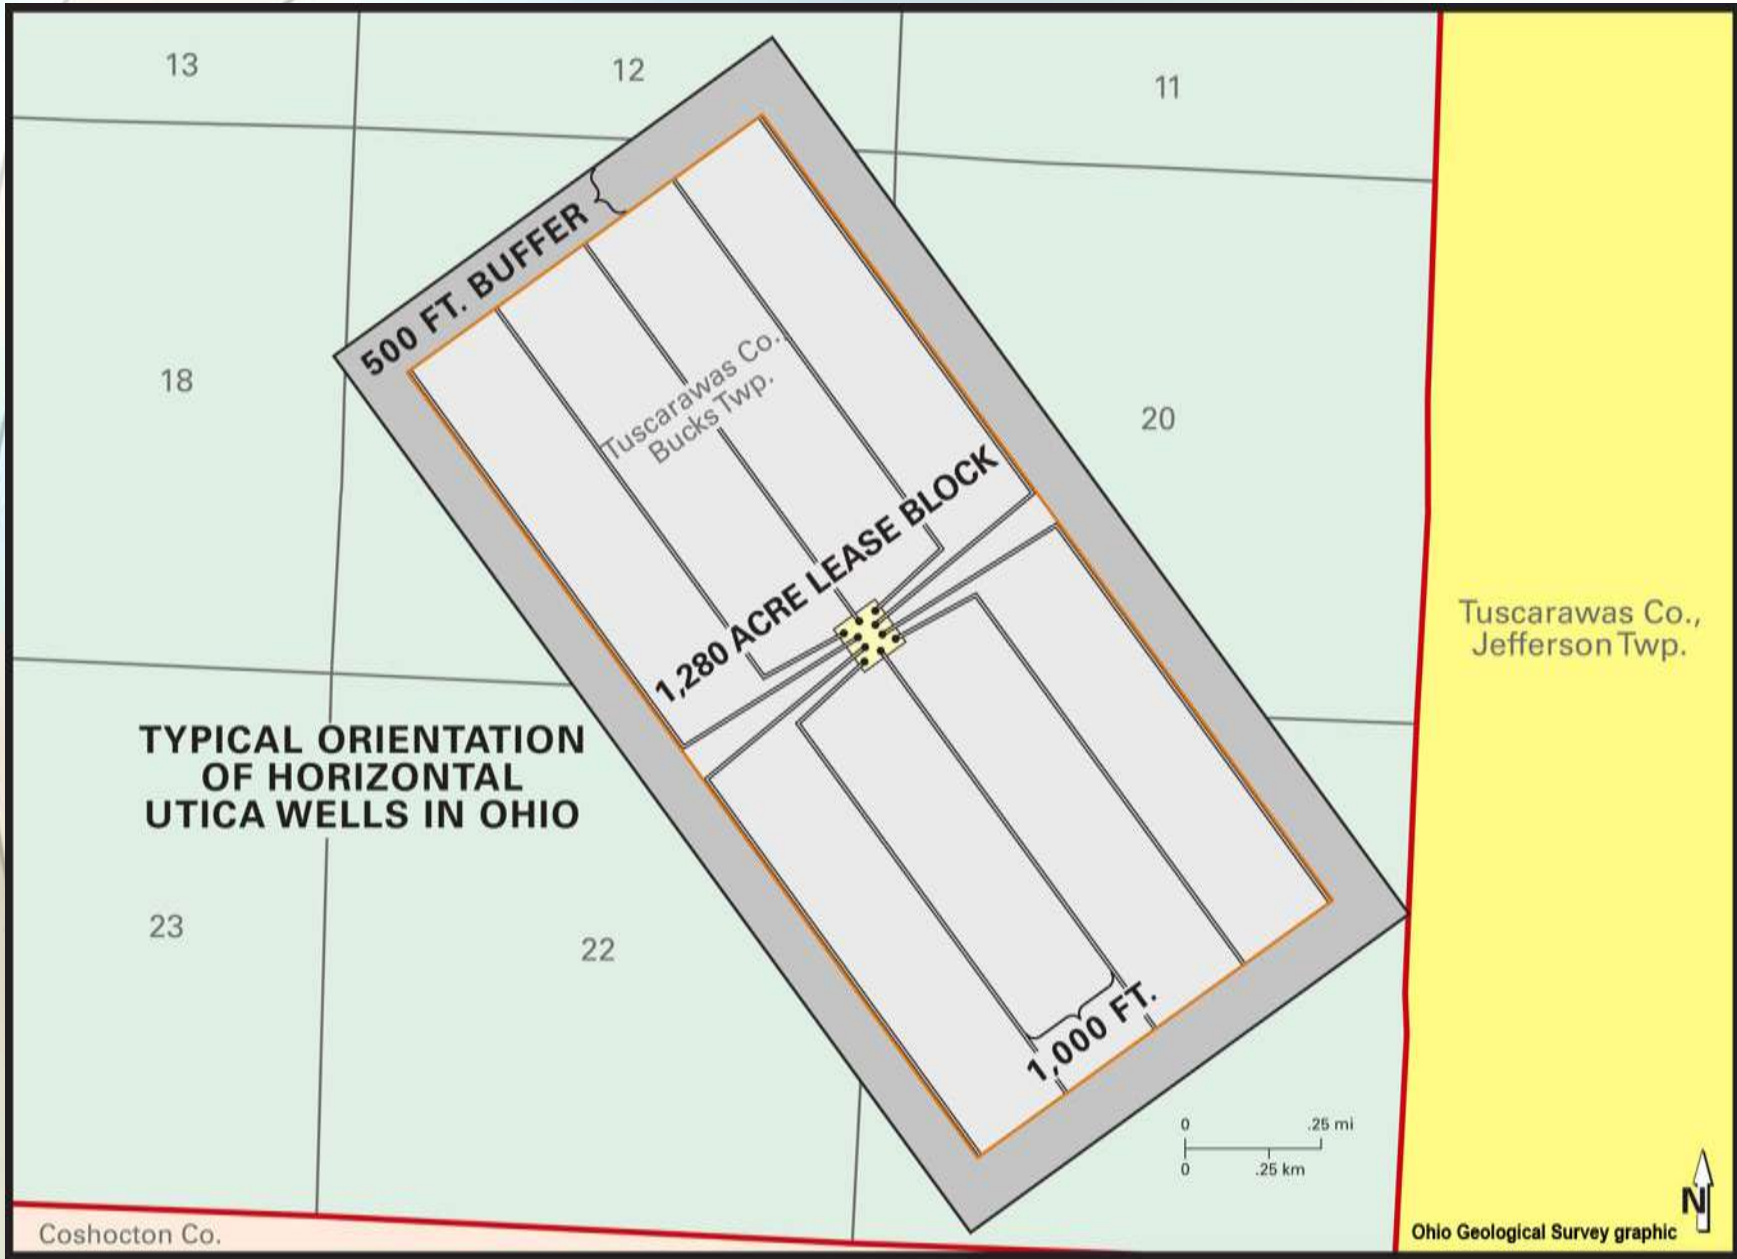 13
12
11
500 FT. BUFFER
18
Tuscarawas Co.,
Bucks Twp.
20
1,280 ACRE LEASE BLOCK
Tuscarawas Co.,
Jefferson Twp.
TYPICAL ORIENTATION
OF HORIZONTAL
UTICA WELLS IN OHIO
23
22
1,000 FT.
0 .25 mi
0 .25 km
N
Coshocton Co.
Ohio Geological Survey graphic